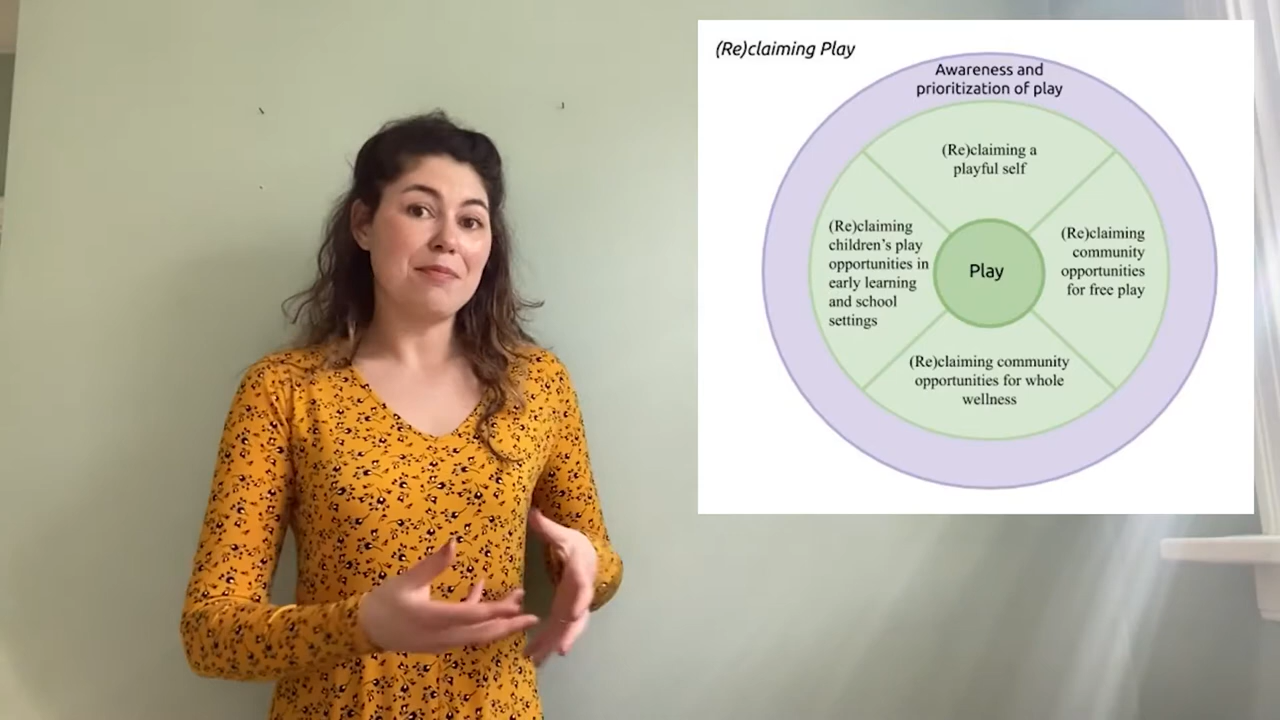 (Re)claiming Play
Awareness and
prioritization of play
(Re)claiming a
playful self
(Re)claiming
children’s play
opportunities in
early learning
and school
settings
Play
(Re)claiming
community
opportunities
for free play
(Re)claiming community
opportunities for whole
wellness